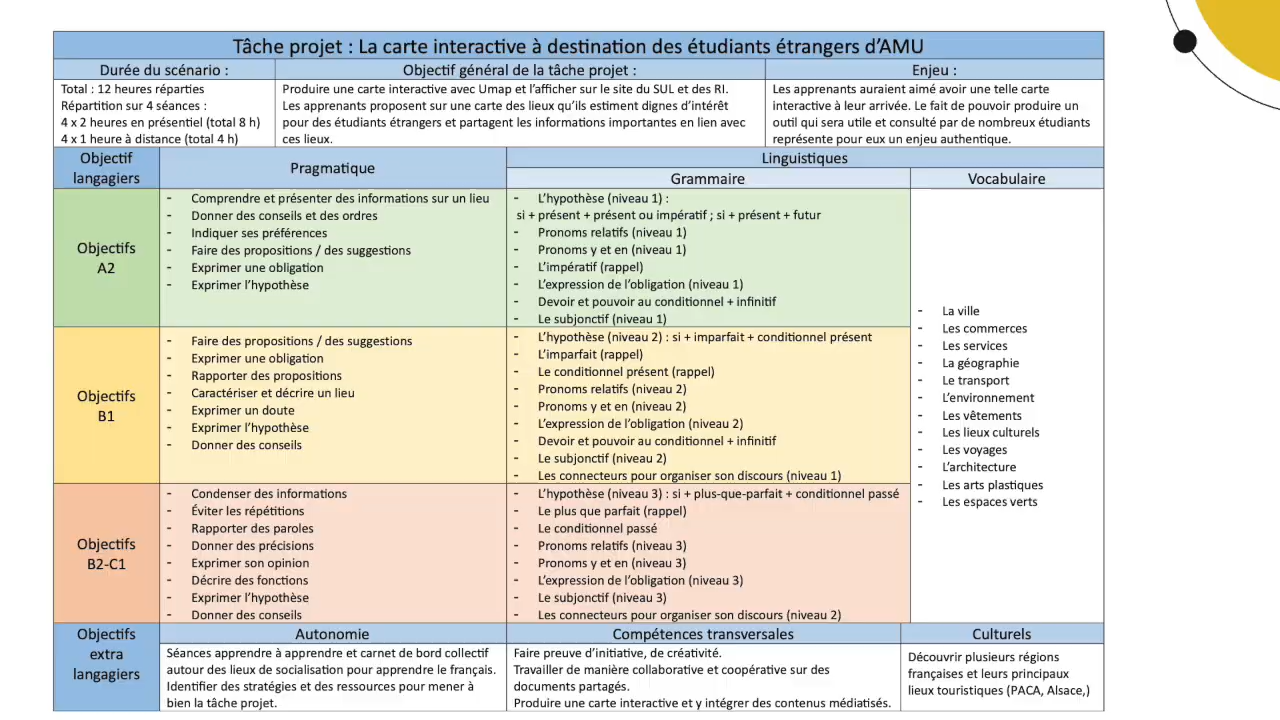 Tâche projet : La carte interactive à destination des étudiants étrangers d'AMU
Durée du scénario :
Objectif général de la tâche projet :
Enjeu :
Total : 12 heures réparties
Répartition sur 4 séances :
4 x 2 heures en présentiel (total 8 h)
4 x 1 heure à distance (total 4 h)
Produire une carte interactive avec Umap et l'afficher sur le site du SUL et des RI.
Les apprenants proposent sur une carte des lieux qu'ils estiment dignes d'intérêt
pour des étudiants étrangers et partagent les informations importantes en lien avec
ces lieux.
Les apprenants auraient aimé avoir une telle carte
interactive à leur arrivée. Le fait de pouvoir produire un
outil qui sera utile et consulté par de nombreux étudiants
représente pour eux un enjeu authentique.
Objectif
langagiers
Pragmatique
Linguistiques
Grammaire
Vocabulaire
Objectifs
A2
- Comprendre et présenter des informations sur un lieu
- Donner des conseils et des ordres
- Indiquer ses préférences
- Faire des propositions / des suggestions
- Exprimer une obligation
- Exprimer l'hypothèse
- L'hypothèse (niveau 1) :
si + présent + présent ou impératif ; si + présent + futur
- Pronoms relatifs (niveau 1)
- Pronoms y et en (niveau 1)
- L'impératif (rappel)
- L'expression de l'obligation (niveau 1)
- Devoir et pouvoir au conditionnel + infinitif
- Le subjonctif (niveau 1)
Objectifs
B1
- Faire des propositions / des suggestions
- Exprimer une obligation
- Rapporter des propositions
- Caractériser et décrire un lieu
- Exprimer un doute
- Exprimer l'hypothèse
- Donner des conseils
- L'hypothèse (niveau 2) : si + imparfait + conditionnel présent
- L'imparfait (rappel)
- Le conditionnel présent (rappel)
- Pronoms relatifs (niveau 2)
- Pronoms y et en (niveau 2)
- L'expression de l'obligation (niveau 2)
- Devoir et pouvoir au conditionnel + infinitif
- Le subjonctif (niveau 2)
- Les connecteurs pour organiser son discours (niveau 1)
Objectifs
B2-C1
- Condenser des informations
- Éviter les répétitions
- Rapporter des paroles
- Donner des précisions
- Exprimer son opinion
- Décrire des fonctions
- Exprimer l'hypothèse
- Donner des conseils
- L'hypothèse (niveau 3) : si + plus-que-parfait + conditionnel passé
- Le plus que parfait (rappel)
- Le conditionnel passé
- Pronoms relatifs (niveau 3)
- Pronoms y et en (niveau 3)
- L'expression de l'obligation (niveau 3)
- Le subjonctif (niveau 3)
- Les connecteurs pour organiser son discours (niveau 2)
- La ville
- Les commerces
- Les services
- La géographie
- Le transport
- L'environnement
- Les vêtements
- Les lieux culturels
- Les voyages
- L'architecture
- Les arts plastiques
- Les espaces verts
Objectifs
extra
langagiers
Autonomie
Compétences transversales
Culturels
Séances apprendre à apprendre et carnet de bord collectif
autour des lieux de socialisation pour apprendre le français.
Identifier des stratégies et des ressources pour mener à
bien la tâche projet.
Faire preuve d'initiative, de créativité.
Travailler de manière collaborative et coopérative sur des
documents partagés.
Produire une carte interactive et y intégrer des contenus médiatisés.
Découvrir plusieurs régions
françaises et leurs principaux
lieux touristiques (PACA, Alsace,)